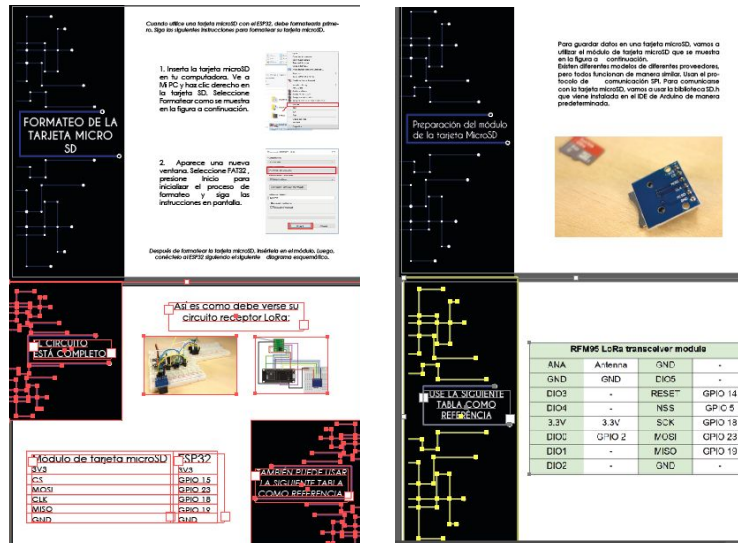 Cuando utilice una tarjeta microSD con el ESP32, debe formatearla prime-
ro. Siga las siguientes instrucciones para formatear su tarjeta microSD.
1. Inserta la tarjeta microSD
en tu computadora. Ve a
Mi PC y haz clic derecho en
la tarjeta SD. Seleccione
Formatear como se muestra
en la figura a continuación.
FORMATEO DE LA
TARJETA MICRO
SD
2. Aparece una nueva
ventana. Seleccione FAT32 ,
presione Inicio para
inicializar el proceso de
formateo y siga las
instrucciones en pantalla.
Después de formatear la tarjeta microSD, insértela en el módulo. Luego,
conéctelo al ESP32 siguiendo el siguiente diagrama esquemático.
Así es como debe verse su
circuito receptor LoRa:
EL CIRCUITO
ESTÁ COMPLETO
Módulo de tarjeta microSD ESP32
3V3 3V3
CS GPIO 15
MOSI GPIO 23
CLK GPIO 18
MISO GPIO 19
GND GND
TAMBIÉN PUEDE USAR
LA SIGUIENTE TABLA
COMO REFERENCIA
Para guardar datos en una tarjeta microSD, vamos a
utilizar el módulo de tarjeta microSD que se muestra
en la figura a continuación.
Existen diferentes modelos de diferentes proveedores,
pero todos funcionan de manera similar. Usan el pro-
tocolo de comunicación SPI. Para comunicarse
con la tarjeta microSD, vamos a usar la biblioteca SD.h
que viene instalada en el IDE de Arduino de manera
predeterminada.
Preparación del módulo
de la tarjeta MicroSD
USE LA SIGUIENTE
TABLA COMO
REFERENCIA
RFM95 LoRa transceiver module
ANA Antenna GND -
GND GND DIO5 -
DIO3 - RESET GPIO 14
DIO4 - NSS GPIO 5
3.3V 3.3V SCK GPIO 18
DIO0 GPIO 2 MOSI GPIO 23
DIO1 - MISO GPIO 19
DIO2 - GND -